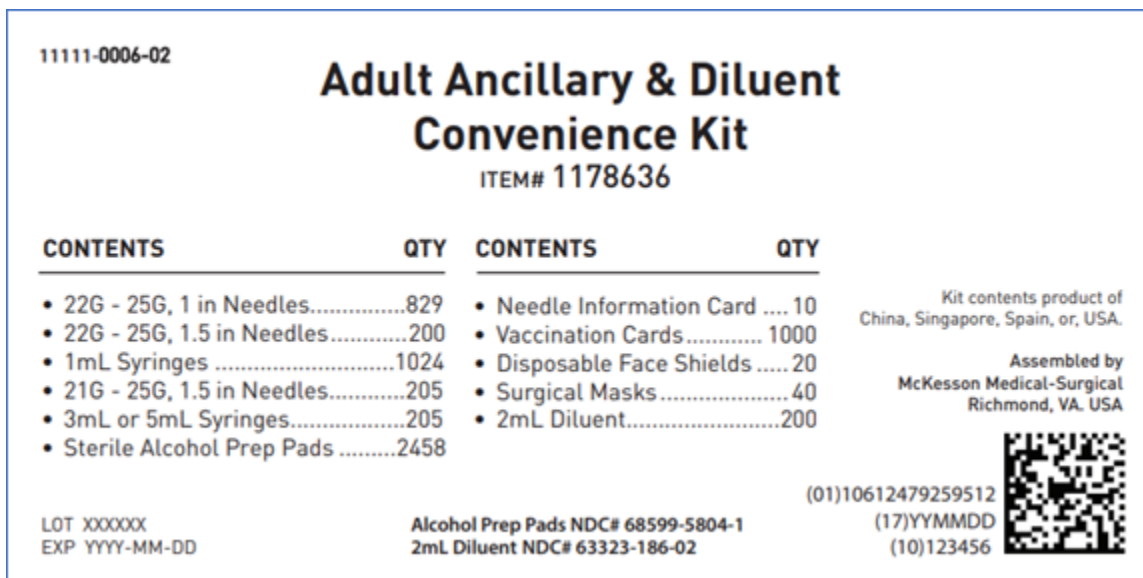 11111-0006-02
Adult Ancillary & Diluent
Convenience Kit
ITEM# 1178636
CONTENTS QTY
• 22G - 25G, 1 in Needles...............829
• 22G - 25G, 1.5 in Needles............200
• 1mL Syringes .............................1024
• 21G - 25G, 1.5 in Needles............205
• 3mL or 5mL Syringes..................205
• Sterile Alcohol Prep Pads .........2458
CONTENTS QTY
• Needle Information Card .... 10
• Vaccination Cards............ 1000
• Disposable Face Shields ..... 20
• Surgical Masks.................... 40
• 2mL Diluent........................200
Kit contents product of
China, Singapore, Spain, or, USA.
Assembled by
McKesson Medical-Surgical
Richmond, VA. USA
LOT XXXXXX
EXP YYYY-MM-DD
Alcohol Prep Pads NDC# 68599-5804-1
2mL Diluent NDC# 63323-186-02
(01)10612479259512
(17)YYMMDD
(10)123456